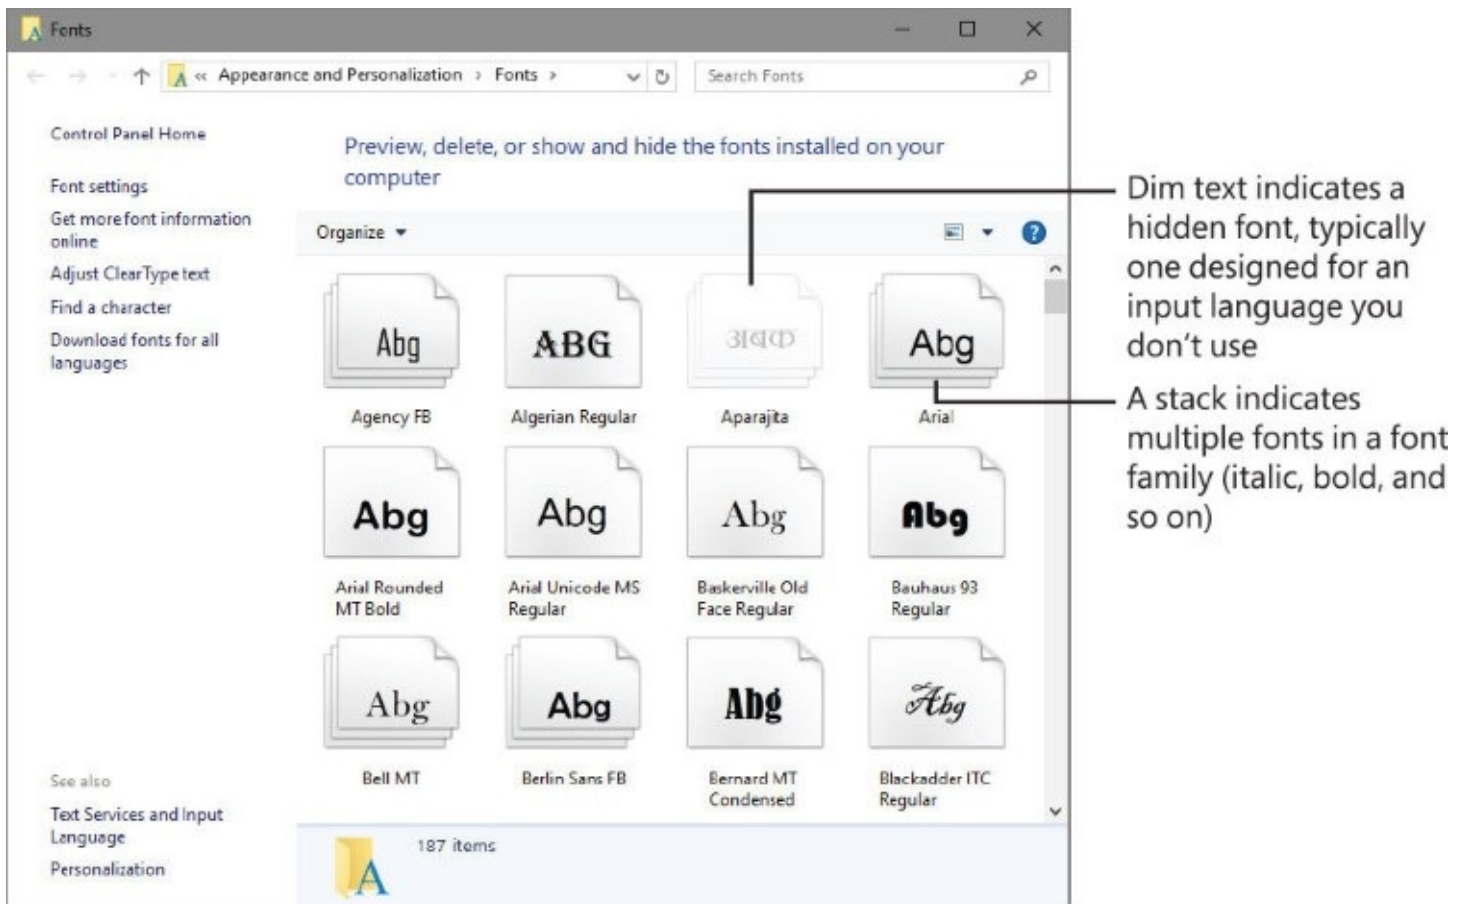 Fonts
« Appearance and Personalization › Fonts ›
Search Fonts
Control Panel Home
Font settings
Get more font information
online
Adjust ClearType text
Find a character
Download fonts for all
languages
See also
Text Services and Input
Language
Personalization
Preview, delete, or show and hide the fonts installed on your
computer
Organize
Abg
ABG
अबक
Abg
Agency FB
Algerian Regular
Aparajita
Arial
Abg
Abg
Abg
Abg
Arial Rounded
MT Bold
Arial Unicode MS
Regular
Baskerville Old
Face Regular
Bauhaus 93
Regular
Abg
Abg
Abg
Abg
Bell MT
Berlin Sans FB
Bernard MT
Condensed
Blackadder ITC
Regular
187 items
A
Dim text indicates a
hidden font, typically
one designed for an
input language you
don’t use
A stack indicates
multiple fonts in a font
family (italic, bold, and
so on)